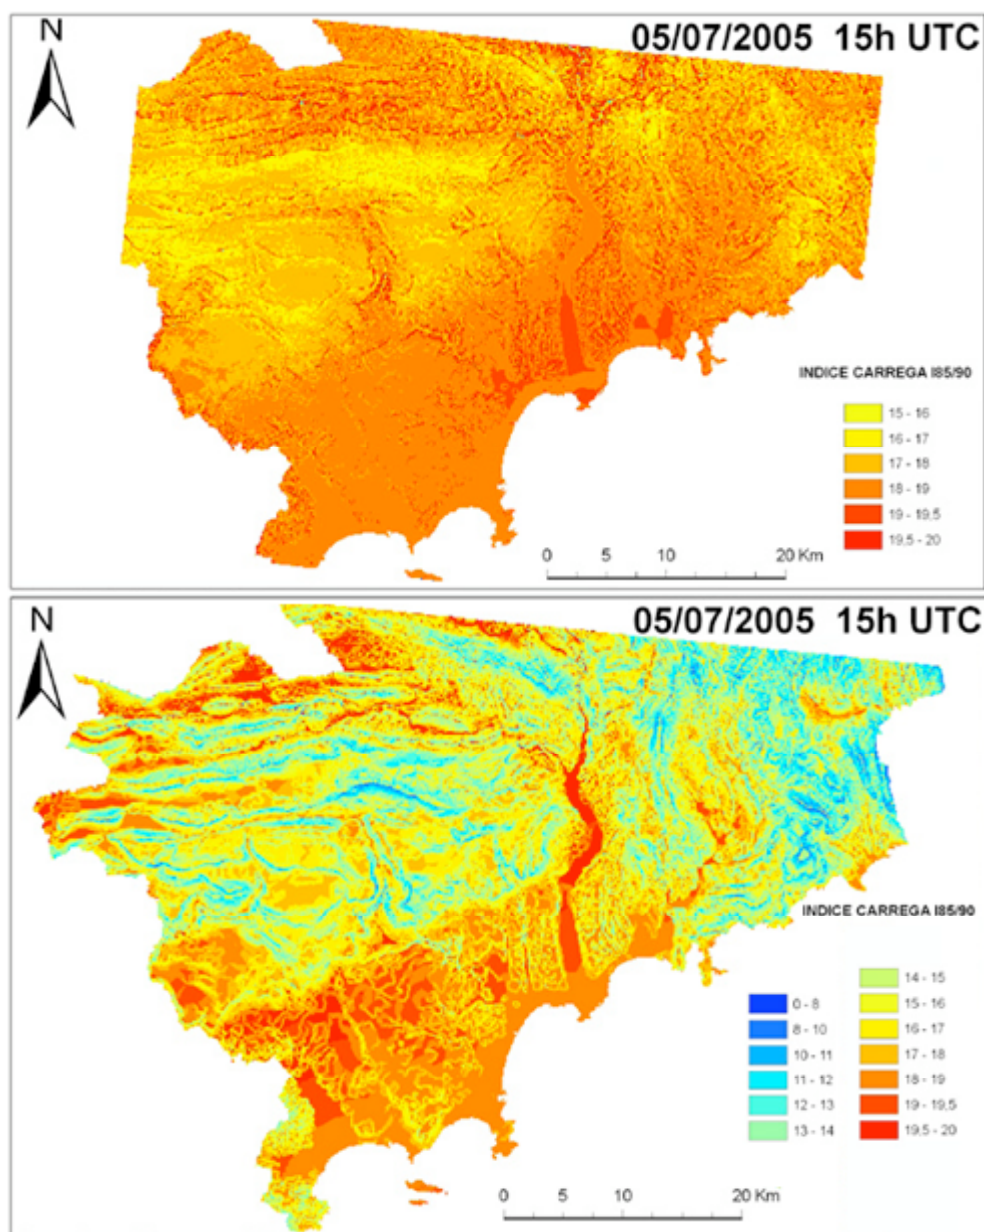 N
05/07/2005 15h UTC
INDICE CARREGA I85/90
15 - 16
16 - 17
17 - 18
18 - 19
19 - 19,5
19,5 - 20
0 5 10 20 Km
N
05/07/2005 15h UTC
INDICE CARREGA I85/90
0 - 8
8 - 10
10 - 11
11 - 12
12 - 13
13 - 14
14 - 15
15 - 16
16 - 17
17 - 18
18 - 19
19 - 19,5
19,5 - 20
0 5 10 20 Km